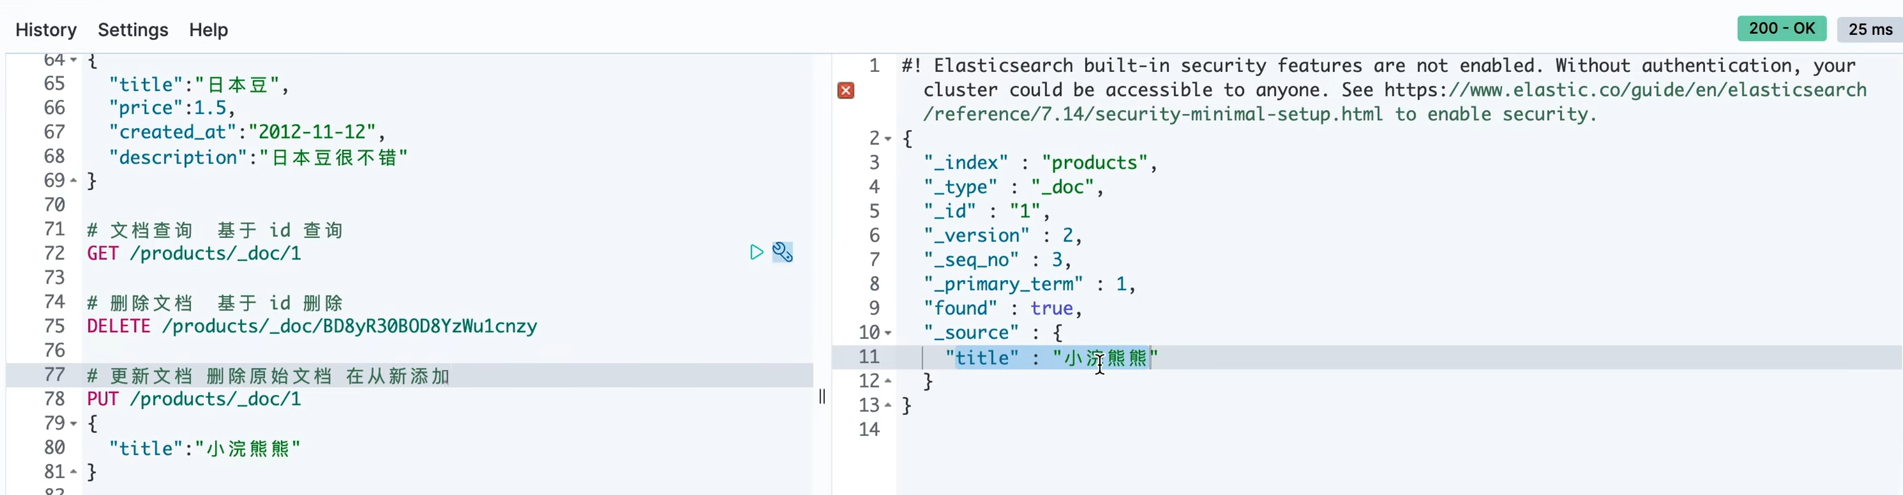 History Settings Help
200 - OK 25 ms
64 {
65 "title":"日本豆",
66 "price":1.5,
67 "created_at":"2012-11-12",
68 "description":"日本豆很不错"
69 }
70
71 # 文档查询 基于 id 查询
72 GET /products/_doc/1
73
74 # 删除文档 基于 id 删除
75 DELETE /products/_doc/BD8yR30BOD8YzWu1cnzy
76
77 # 更新文档 删除原始文档 在从新添加
78 PUT /products/_doc/1
79 {
80 "title":"小浣熊熊"
81 }
82
1 #! Elasticsearch built-in security features are not enabled. Without authentication, your
cluster could be accessible to anyone. See https://www.elastic.co/guide/en/elasticsearch
/reference/7.14/security-minimal-setup.html to enable security.
2 {
3 "_index" : "products",
4 "_type" : "_doc",
5 "_id" : "1",
6 "_version" : 2,
7 "_seq_no" : 3,
8 "_primary_term" : 1,
9 "found" : true,
10 "_source" : {
11 "title" : "小浣熊熊"
12 }
13 }
14